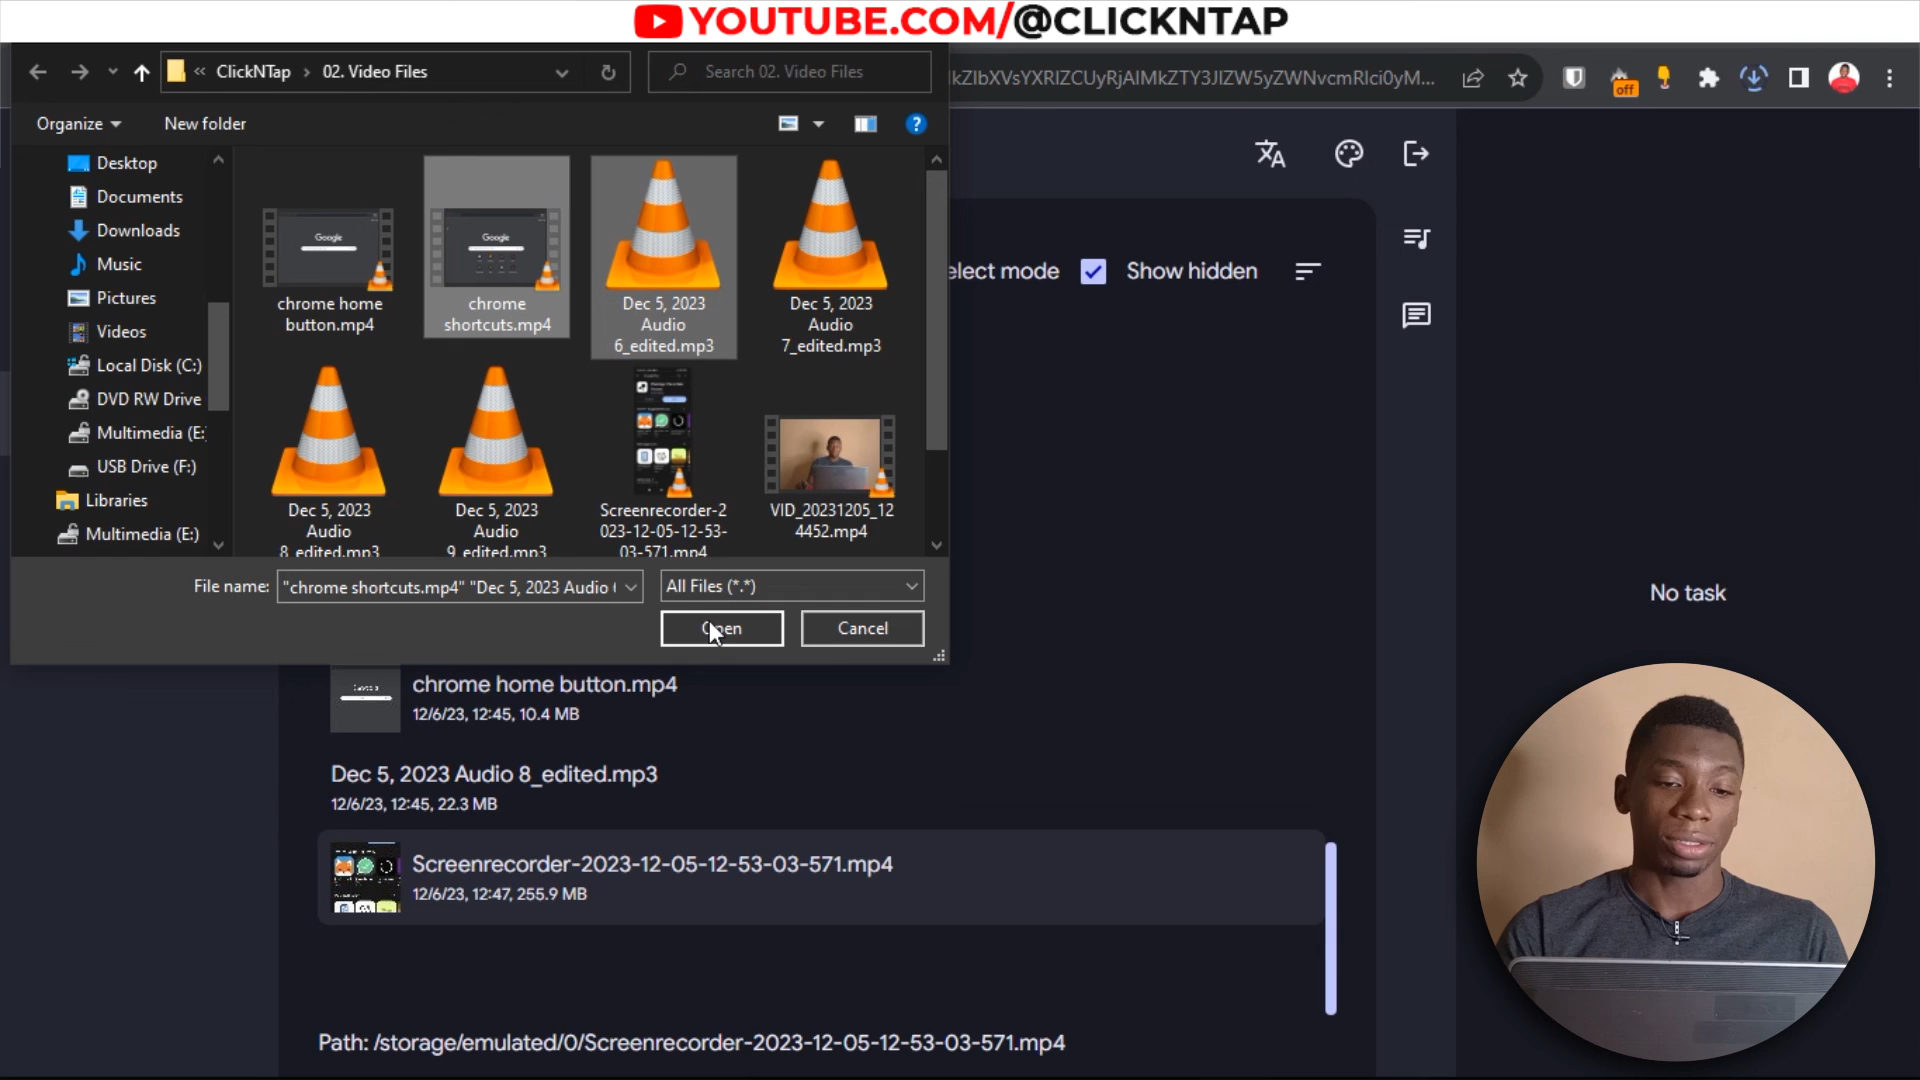 YOUTUBE.COM/@CLICKNTAP
« ClickNTap › 02. Video Files
Search 02. Video Files
kZIbXVsYXRlZCUyRjAlMkZTY3JlZW5yZWNvcmRlci0yM...
off
Organize
New folder
Desktop
Documents
Downloads
Music
Pictures
Videos
Local Disk (C:)
DVD RW Drive
Multimedia (E:
USB Drive (F:)
Libraries
Multimedia (E:)
Google
chrome home
button.mp4
Google
chrome
shortcuts.mp4
Dec 5, 2023
Audio
6_edited.mp3
Dec 5, 2023
Audio
7_edited.mp3
Dec 5, 2023
Audio
8_edited.mp3
Dec 5, 2023
Audio
9_edited.mp3
Screenrecorder-2
023-12-05-12-53-
03-571.mp4
VID_20231205_12
4452.mp4
File name:
"chrome shortcuts.mp4" "Dec 5, 2023 Audio
All Files (*.*)
Open
Cancel
elect mode
Show hidden
No task
chrome home button.mp4
12/6/23, 12:45, 10.4 MB
Dec 5, 2023 Audio 8_edited.mp3
12/6/23, 12:45, 22.3 MB
Screenrecorder-2023-12-05-12-53-03-571.mp4
12/6/23, 12:47, 255.9 MB
Path: /storage/emulated/0/Screenrecorder-2023-12-05-12-53-03-571.mp4